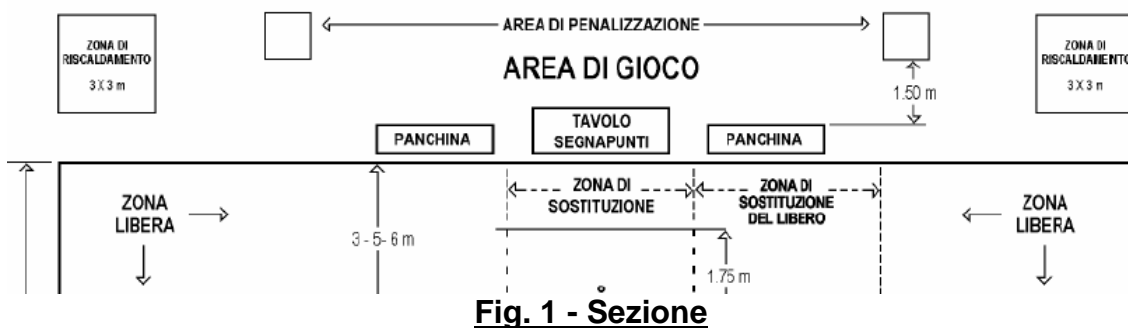 AREA DI PENALIZZAZIONE
ZONA DI
RISCALDAMENTO
3 X 3 m
ZONA DI
RISCALDAMENTO
3 X 3 m
AREA DI GIOCO
1.50 m
PANCHINA
TAVOLO
SEGNAPUNTI
PANCHINA
ZONA
LIBERA
ZONA DI
SOSTITUZIONE
ZONA DI
SOSTITUZIONE
DEL LIBERO
ZONA
LIBERA
3 - 5- 6 m
1.75 m
Fig. 1 - Sezione